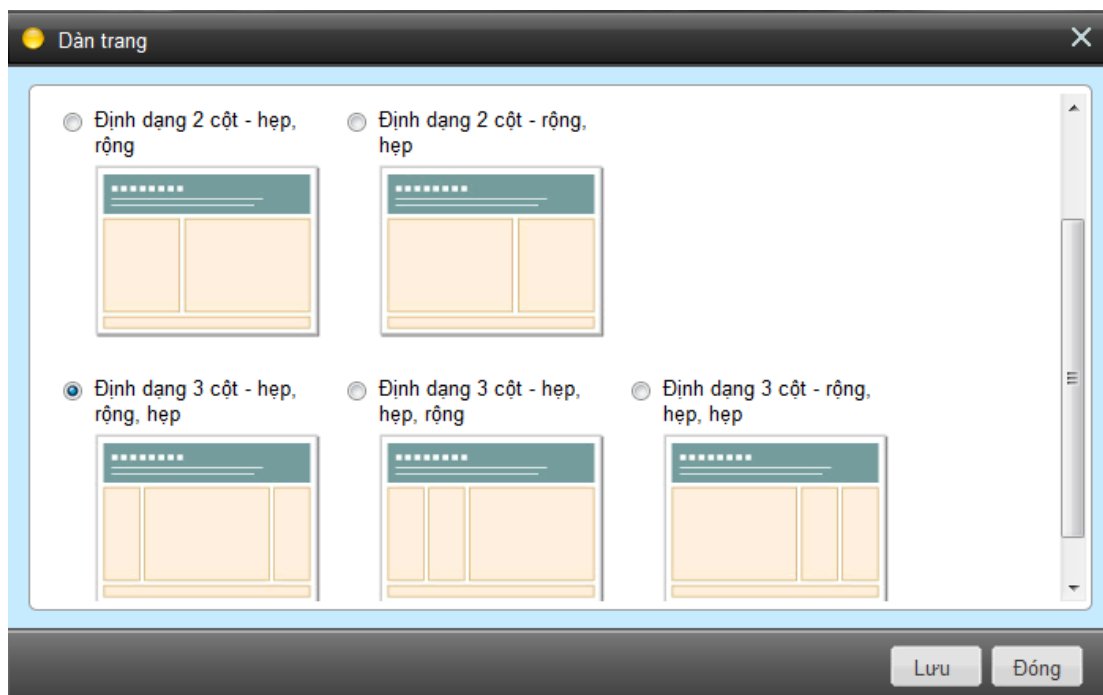 Dàn trang
Định dạng 2 cột - hẹp,
rộng
Định dạng 2 cột - rộng,
hẹp
Định dạng 3 cột - hẹp,
rộng, hẹp
Định dạng 3 cột - hẹp,
hẹp, rộng
Định dạng 3 cột - rộng,
hẹp, hẹp
Lưu
Đóng